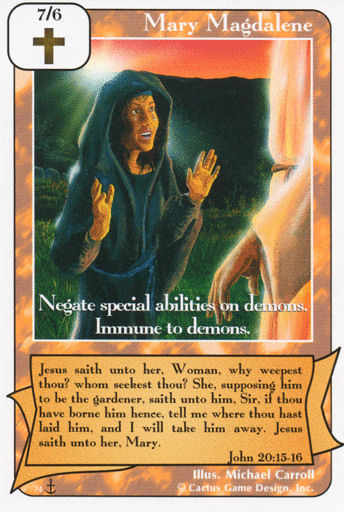 7/6
Mary Magdalene
Negate special abilities on demons.
Immune to demons.
Jesus saith unto her, Woman, why weepest
thou? whom seekest thou? She, supposing him
to be the gardener, saith unto him, Sir, if thou
have borne him hence, tell me where thou hast
laid him, and I will take him away. Jesus
saith unto her, Mary.
John 20:15-16
Illus. Michael Carroll
74 © Cactus Game Design, Inc.